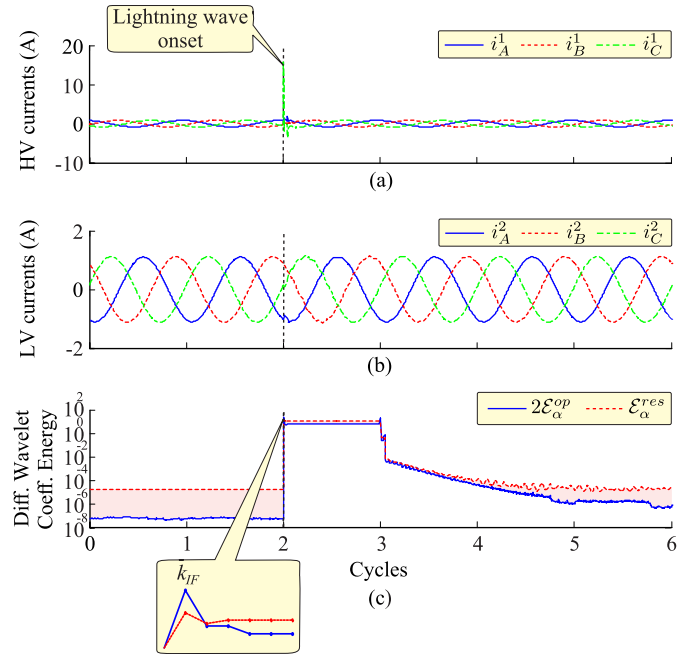 Lightning wave
onset
HV currents (A)
20
10
0
-10
i_A^1 i_B^1 i_C^1
(a)
LV currents (A)
2
0
-2
i_A^2 i_B^2 i_C^2
(b)
Diff. Wavelet
Coeff. Energy
10^2
10^0
10^-2
10^-4
10^-6
10^-8
2ℰ_α^op ℰ_α^res
0 1 2 3 4 5 6
Cycles
k_IF
(c)